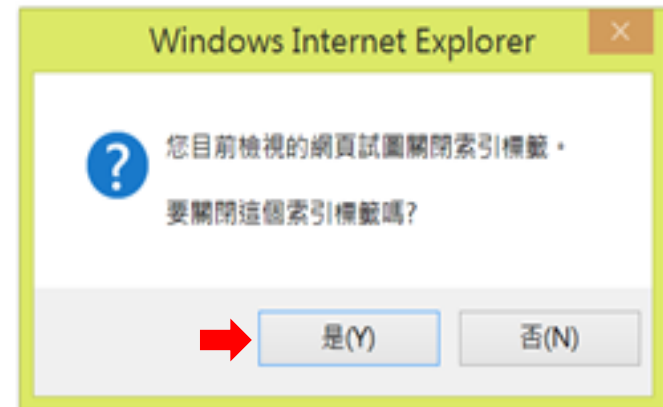 Windows Internet Explorer
您目前檢視的網頁試圖關閉索引標籤。
要關閉這個索引標籤嗎?
是(Y)
否(N)